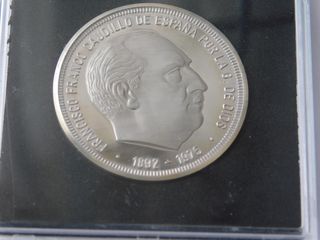 · FRANCISCO FRANCO CAUDILLO DE ESPAÑA POR LA G. DE DIOS ·
1892 - 1975